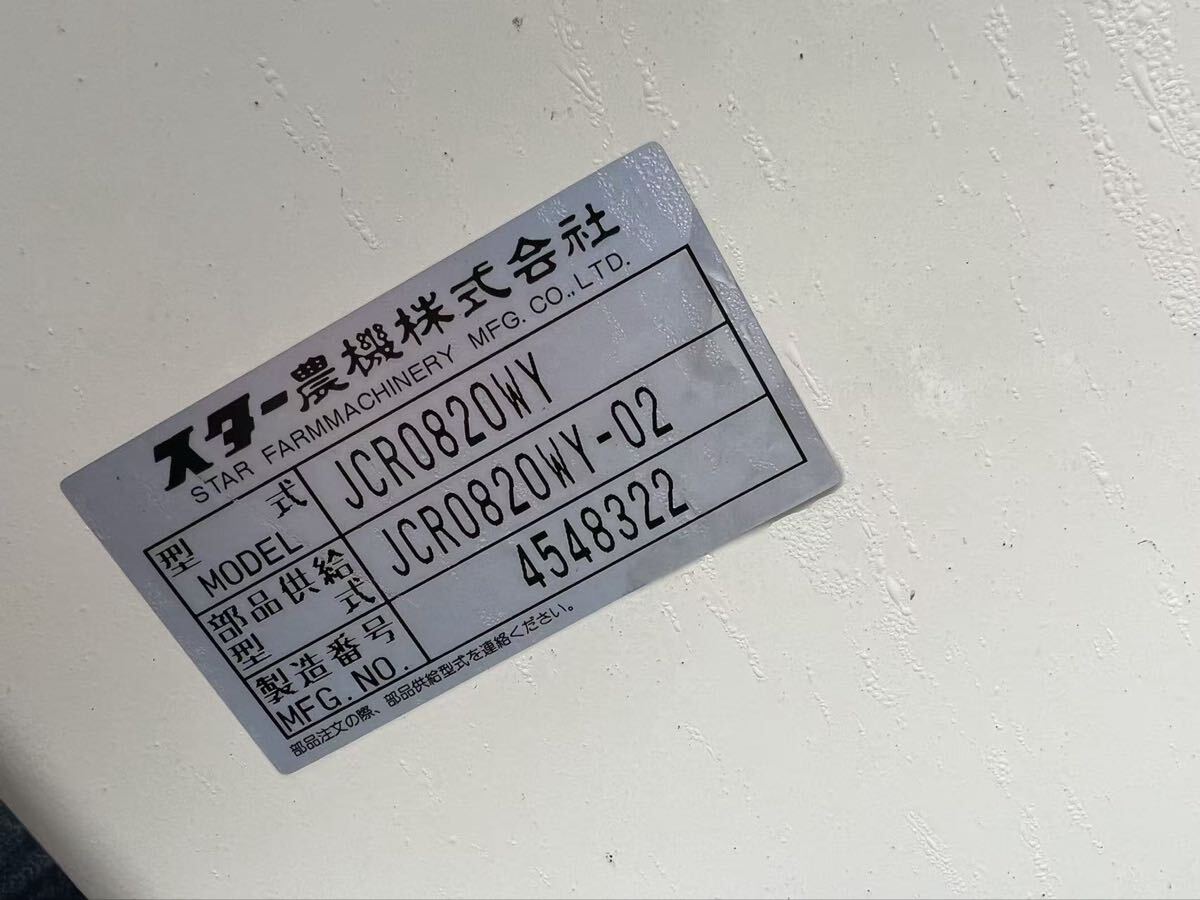 スター農機株式会社
STAR FARMMACHINERY MFG. CO., LTD.
型式 JCR0820WY
MODEL
部品供給 JCR0820WY-02
型式
製造番号 4548322
MFG. NO.
部品注文の際、部品供給型式を連絡ください。